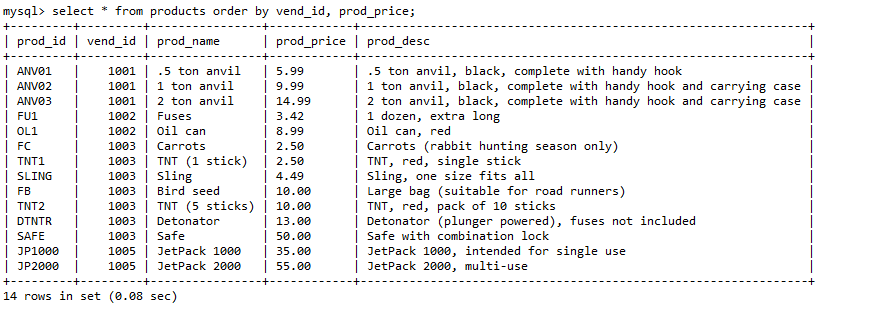 mysql> select * from products order by vend_id, prod_price;
+---------+---------+----------------+------------+----------------------------------------------------------------+
| prod_id | vend_id | prod_name      | prod_price | prod_desc                                                      |
+---------+---------+----------------+------------+----------------------------------------------------------------+
| ANV01   |    1001 | .5 ton anvil   | 5.99       | .5 ton anvil, black, complete with handy hook                  |
| ANV02   |    1001 | 1 ton anvil    | 9.99       | 1 ton anvil, black, complete with handy hook and carrying case |
| ANV03   |    1001 | 2 ton anvil    | 14.99      | 2 ton anvil, black, complete with handy hook and carrying case |
| FU1     |    1002 | Fuses          | 3.42       | 1 dozen, extra long                                            |
| OL1     |    1002 | Oil can        | 8.99       | Oil can, red                                                   |
| FC      |    1003 | Carrots        | 2.50       | Carrots (rabbit hunting season only)                           |
| TNT1    |    1003 | TNT (1 stick)  | 2.50       | TNT, red, single stick                                         |
| SLING   |    1003 | Sling          | 4.49       | Sling, one size fits all                                       |
| FB      |    1003 | Bird seed      | 10.00      | Large bag (suitable for road runners)                          |
| TNT2    |    1003 | TNT (5 sticks) | 10.00      | TNT, red, pack of 10 sticks                                    |
| DTNTR   |    1003 | Detonator      | 13.00      | Detonator (plunger powered), fuses not included                |
| SAFE    |    1003 | Safe           | 50.00      | Safe with combination lock                                     |
| JP1000  |    1005 | JetPack 1000   | 35.00      | JetPack 1000, intended for single use                          |
| JP2000  |    1005 | JetPack 2000   | 55.00      | JetPack 2000, multi-use                                        |
+---------+---------+----------------+------------+----------------------------------------------------------------+
14 rows in set (0.08 sec)